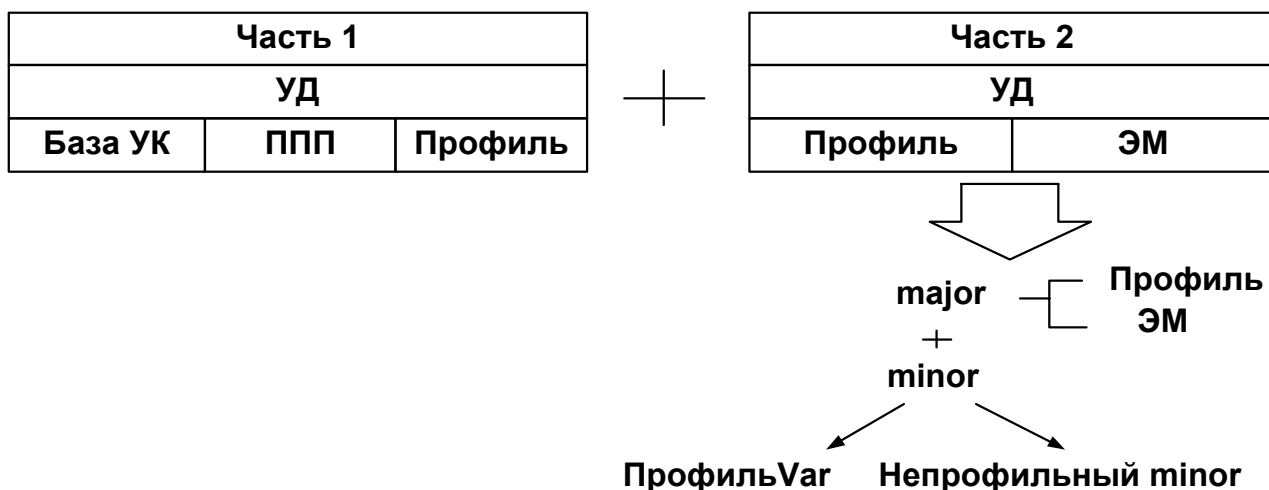 Часть 1
УД
База УК ППП Профиль
Часть 2
УД
Профиль ЭМ
major Профиль
ЭМ
+
minor
ПрофильVar Непрофильный minor